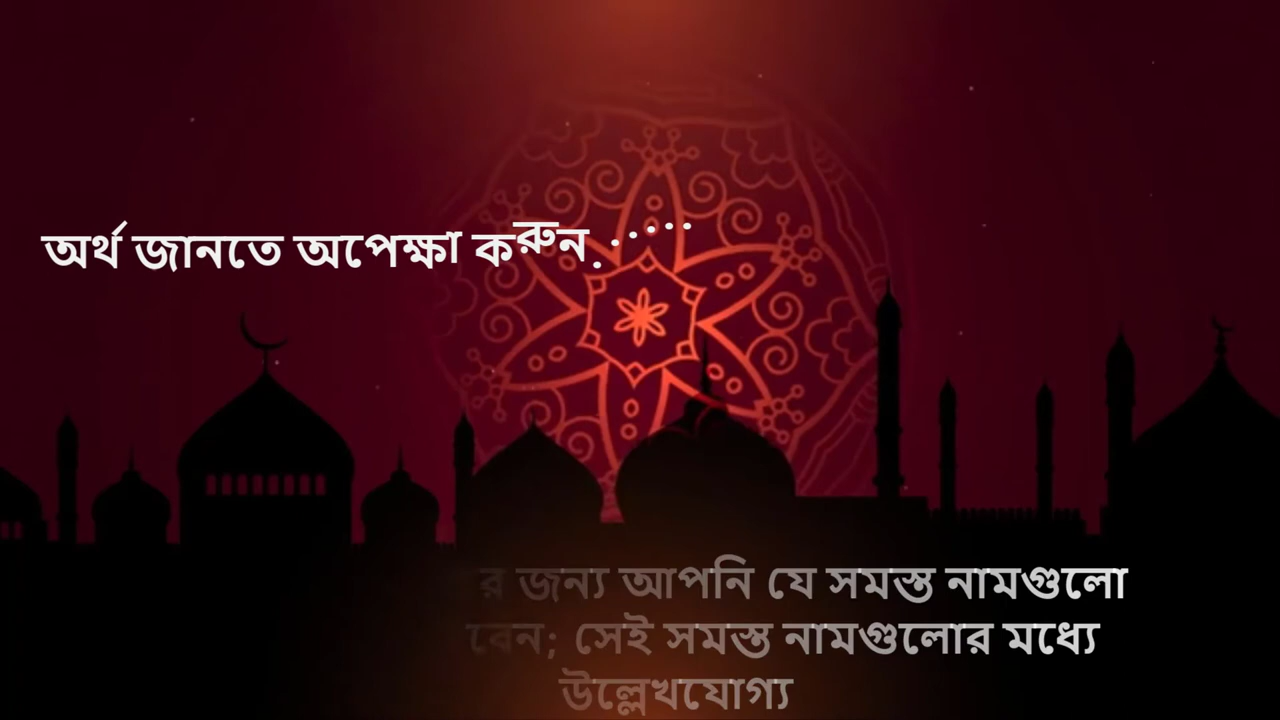 অর্থ জানতে অপেক্ষা করুন......
র জন্য আপনি যে সমস্ত নামগুলো
বেন; সেই সমস্ত নামগুলোর মধ্যে
উল্লেখযোগ্য